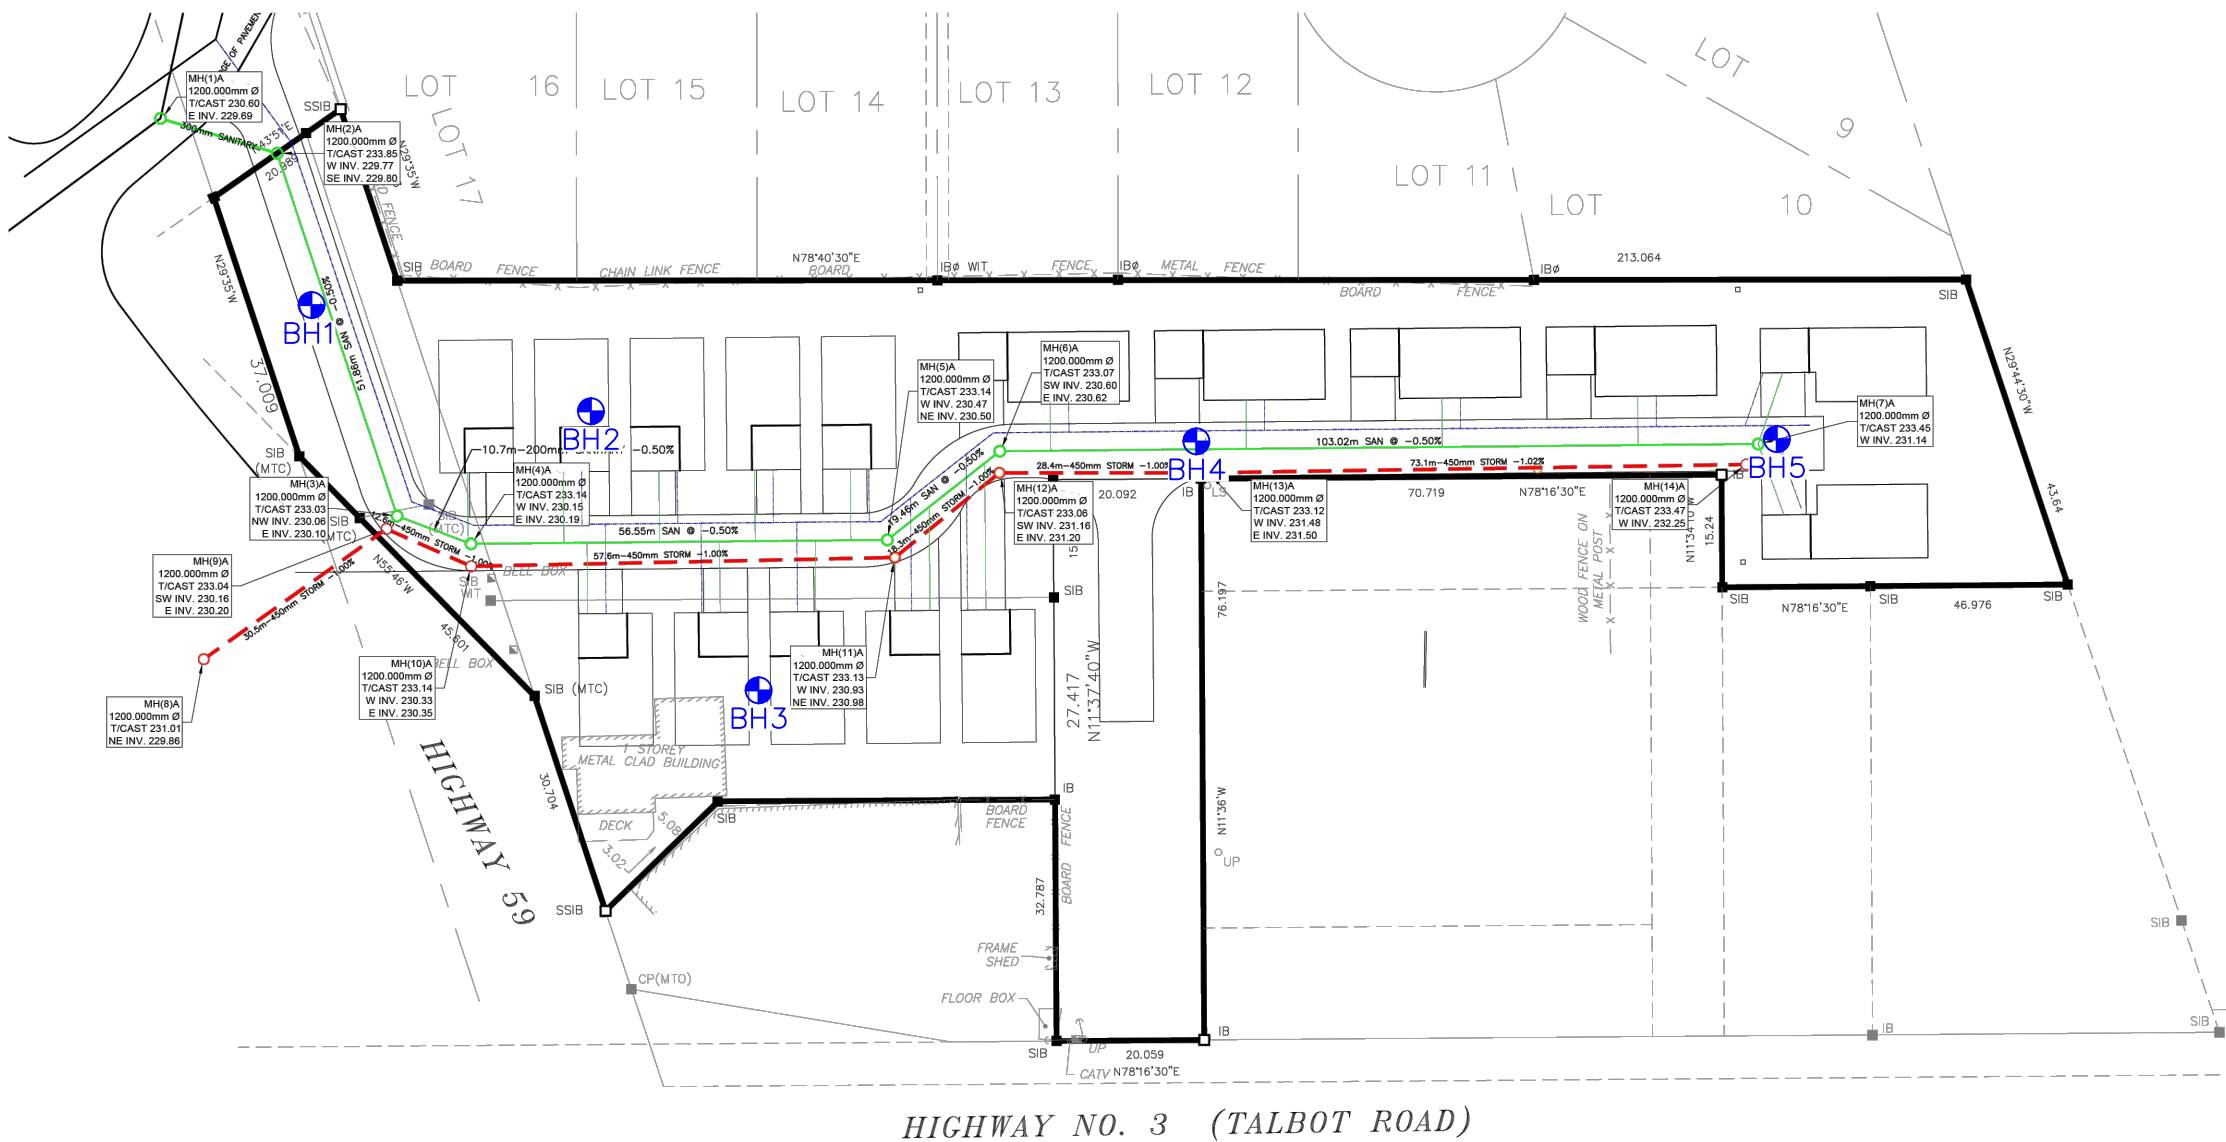 OF PAVEMEN
MH(1)A
1200.000mm Ø
T/CAST 230.60
E INV. 229.69
300mm SANITARY
43°51'E
20.989
SSIB
MH(2)A
1200.000mm Ø
T/CAST 233.85
W INV. 229.77
SE INV. 229.80
N29°35'W
FENCE
LOT 16
LOT 17
LOT 15
LOT 14
LOT 13
LOT 12
LOT 11
LOT 10
LOT 9
SIB
BOARD FENCE
CHAIN LINK FENCE
N78°40'30"E
BOARD
IBø WIT
FENCE
IBø
METAL FENCE
IBø
213.064
BOARD FENCE
SIB
N29°35'W
37.009
BH1
51.86m SAN @ -0.50%
BH2
10.7m-200mm
-0.50%
SIB
(MTC)
MH(3)A
1200.000mm Ø
T/CAST 233.03
NW INV. 230.06
E INV. 230.10
SIB
(MTC)
SIB
(MTC)
MH(4)A
1200.000mm Ø
T/CAST 233.14
W INV. 230.15
E INV. 230.19
MH(5)A
1200.000mm Ø
T/CAST 233.14
W INV. 230.47
NE INV. 230.50
MH(6)A
1200.000mm Ø
T/CAST 233.07
SW INV. 230.60
E INV. 230.62
MH(7)A
1200.000mm Ø
T/CAST 233.45
W INV. 231.14
N29°44'30"W
43.64
103.02m SAN @ -0.50%
BH4
BH5
28.4m-450mm STORM -1.00%
73.1m-450mm STORM -1.02%
19.46m SAN @ -0.50%
18.3m-450mm STORM -1.00%
56.55m SAN @ -0.50%
57.6m-450mm STORM -1.00%
12.6m-450mm STORM -1.00%
30.5m-450mm STORM -1.00%
MH(12)A
1200.000mm Ø
T/CAST 233.06
SW INV. 231.16
E INV. 231.20
20.092
IB
LS
MH(13)A
1200.000mm Ø
T/CAST 233.12
W INV. 231.48
E INV. 231.50
70.719
N78°16'30"E
MH(14)A
1200.000mm Ø
T/CAST 233.47
W INV. 232.25
15.24
WOOD FENCE ON
METAL POST
MH(9)A
1200.000mm Ø
T/CAST 233.04
SW INV. 230.16
E INV. 230.20
N55°46'W
45.601
SIB
WIT
BELL BOX
BELL BOX
SIB
SIB
N78°16'30"E
SIB
46.976
SIB
76.197
MH(10)A
1200.000mm Ø
T/CAST 233.14
W INV. 230.33
E INV. 230.35
MH(11)A
1200.000mm Ø
T/CAST 233.13
W INV. 230.93
NE INV. 230.98
MH(8)A
1200.000mm Ø
T/CAST 231.01
NE INV. 229.86
SIB (MTC)
BH3
27.417
N11°37'40"W
1 STOREY
METAL CLAD BUILDING
HIGHWAY 59
30.704
DECK
5.08
3.02
SIB
IB
BOARD
FENCE
BOARD FENCE
N11°36'W
UP
32.787
SSIB
FRAME
SHED
CP(MTO)
FLOOR BOX
SIB
UP
CATV
20.059
N78°16'30"E
IB
IB
SIB
SIB
HIGHWAY NO. 3 (TALBOT ROAD)